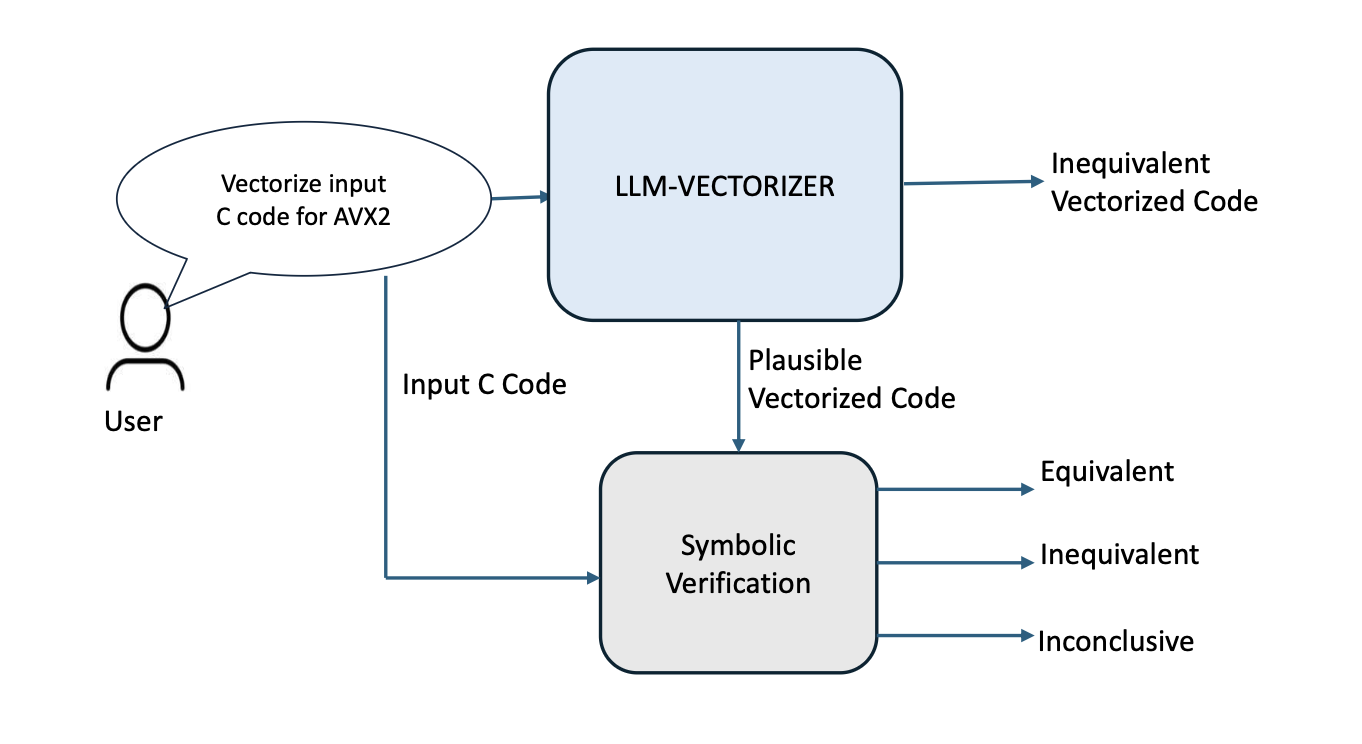 Vectorize input
C code for AVX2
LLM-VECTORIZER
Inequivalent
Vectorized Code
User
Input C Code
Plausible
Vectorized Code
Symbolic
Verification
Equivalent
Inequivalent
Inconclusive